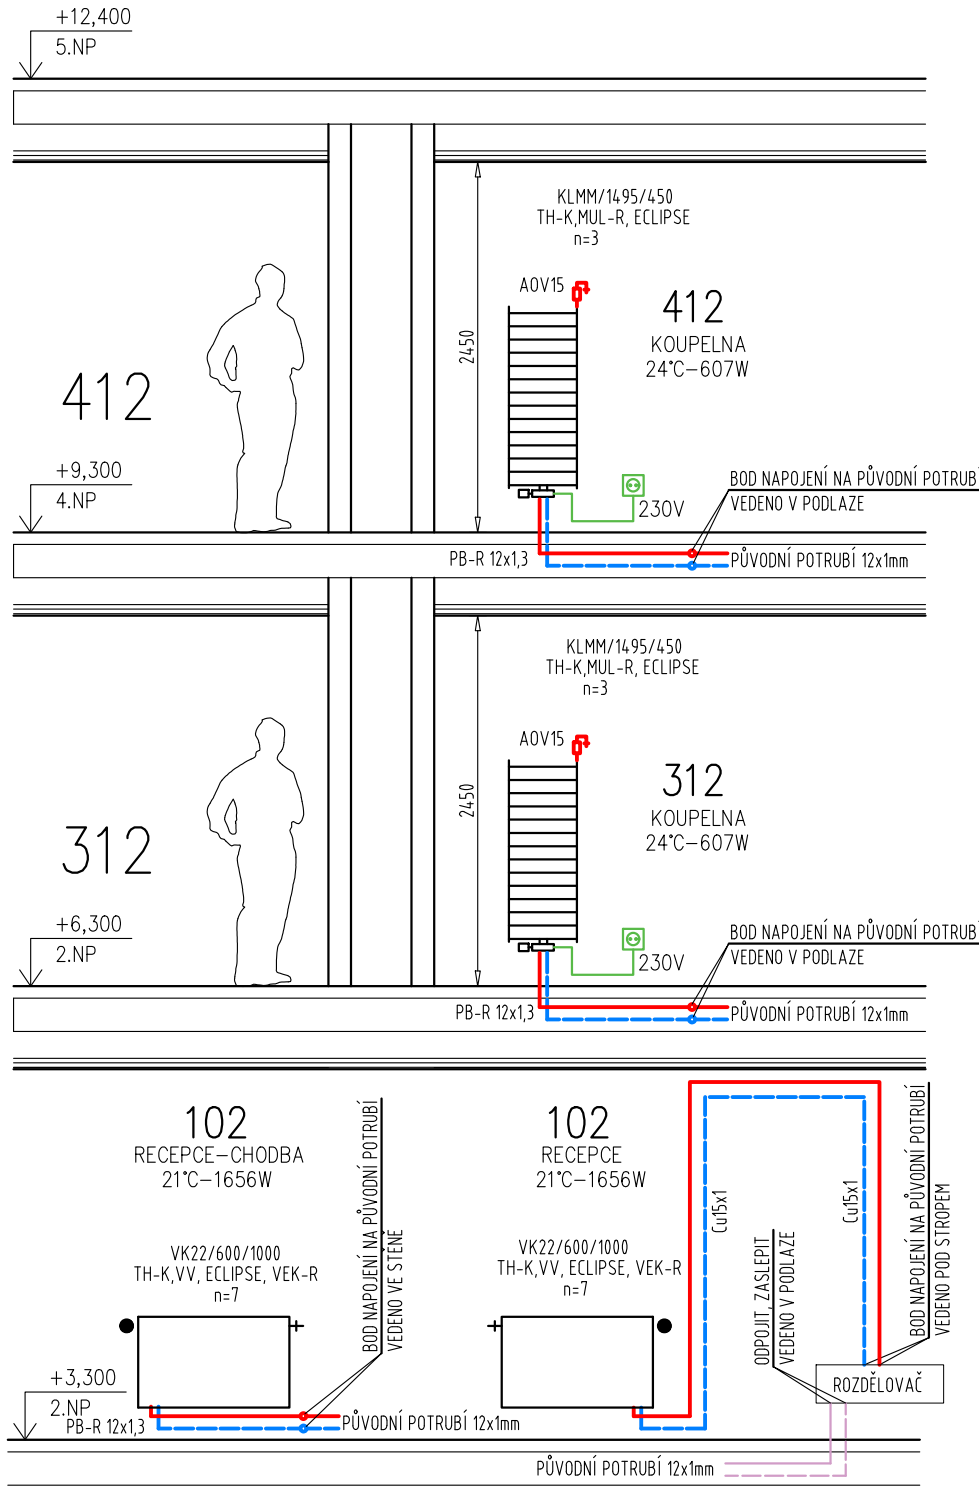 +12,400
5.NP
KLMM/1495/450
TH-K,MUL-R, ECLIPSE
n=3
AOV15
412
KOUPELNA
24°C-607W
2450
412
+9,300
4.NP
230V
BOD NAPOJENÍ NA PŮVODNÍ POTRUBÍ
VEDENO V PODLAZE
PB-R 12x1,3
PŮVODNÍ POTRUBÍ 12x1mm
KLMM/1495/450
TH-K,MUL-R, ECLIPSE
n=3
AOV15
312
KOUPELNA
24°C-607W
2450
312
+6,300
2.NP
230V
BOD NAPOJENÍ NA PŮVODNÍ POTRUBÍ
VEDENO V PODLAZE
PB-R 12x1,3
PŮVODNÍ POTRUBÍ 12x1mm
102
RECEPCE-CHODBA
21°C-1656W
VK22/600/1000
TH-K,VV, ECLIPSE, VEK-R
n=7
BOD NAPOJENÍ NA PŮVODNÍ POTRUBÍ
VEDENO VE STĚNĚ
102
RECEPCE
21°C-1656W
VK22/600/1000
TH-K,VV, ECLIPSE, VEK-R
n=7
Cu15x1
Cu15x1
ODPOJIT, ZASLEPIT
VEDENO V PODLAZE
BOD NAPOJENÍ NA PŮVODNÍ POTRUBÍ
VEDENO POD STROPEM
ROZDĚLOVAČ
+3,300
2.NP
PB-R 12x1,3
PŮVODNÍ POTRUBÍ 12x1mm
PŮVODNÍ POTRUBÍ 12x1mm